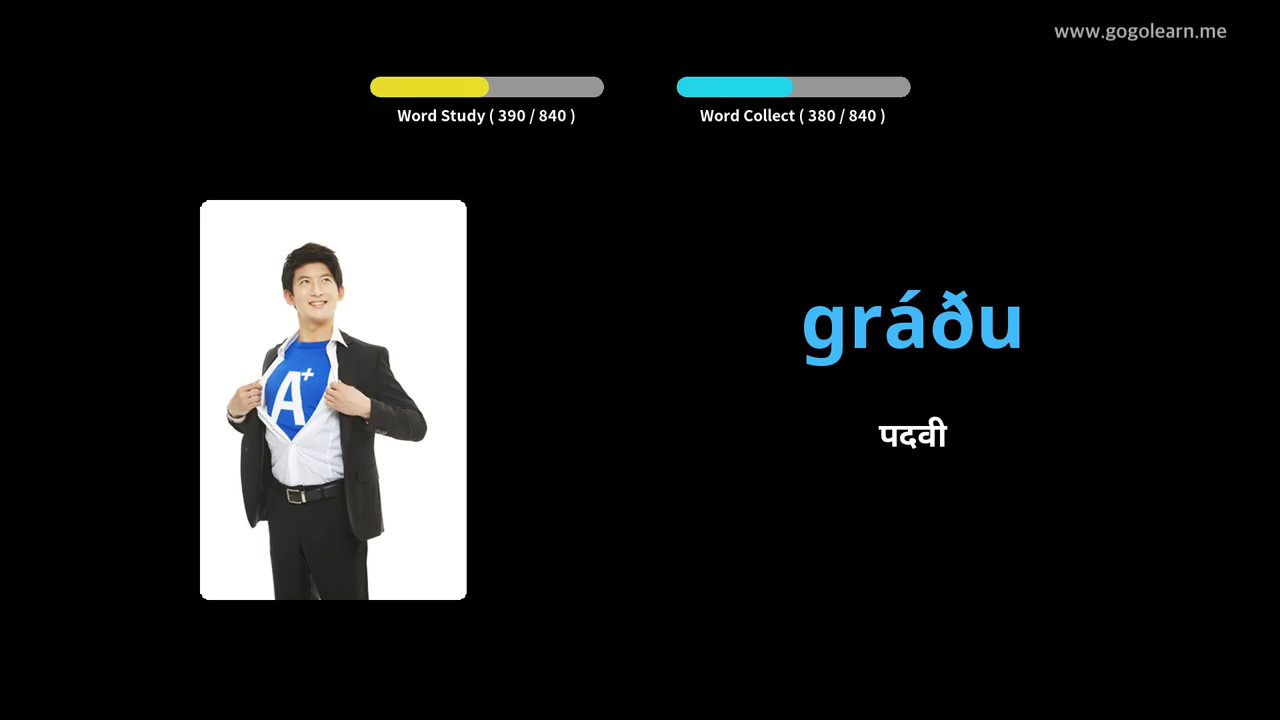 www.gogolearn.me
Word Study ( 390 / 840 )
Word Collect ( 380 / 840 )
A+
gráðu
पदवी